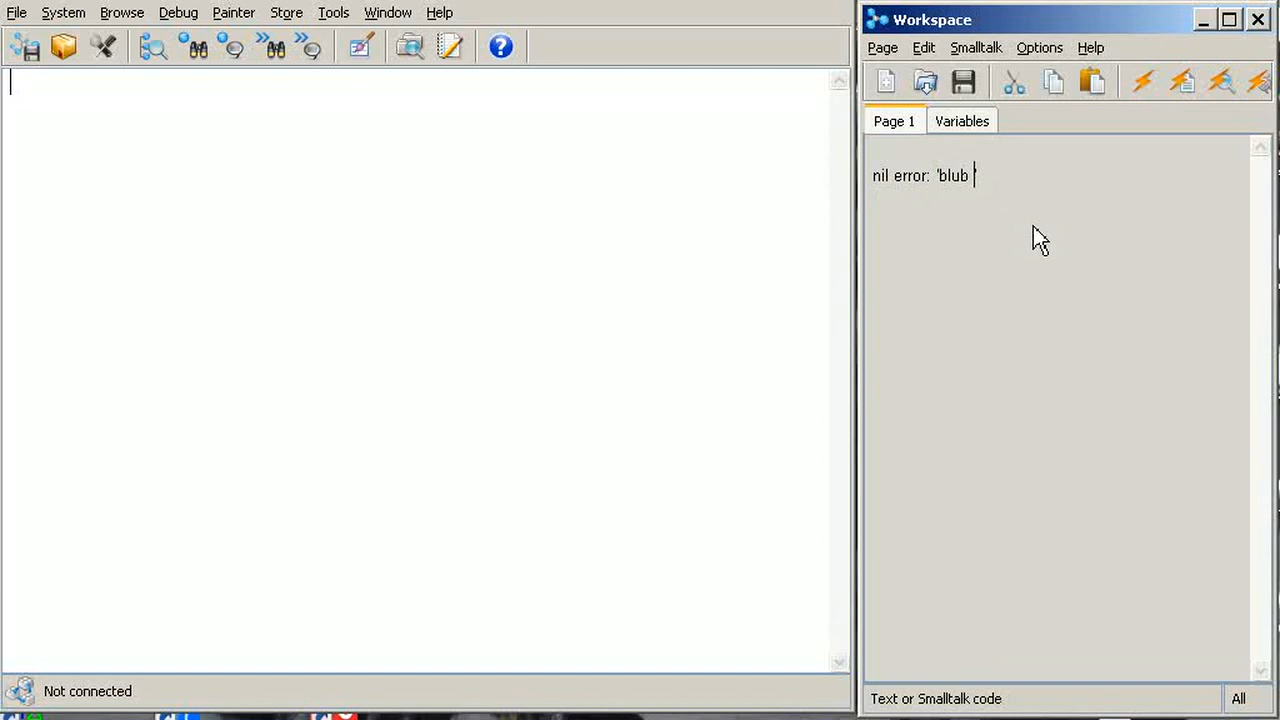 File System Browse Debug Painter Store Tools Window Help
Not connected
Workspace
Page Edit Smalltalk Options Help
Page 1 Variables
nil error: 'blub '
Text or Smalltalk code All